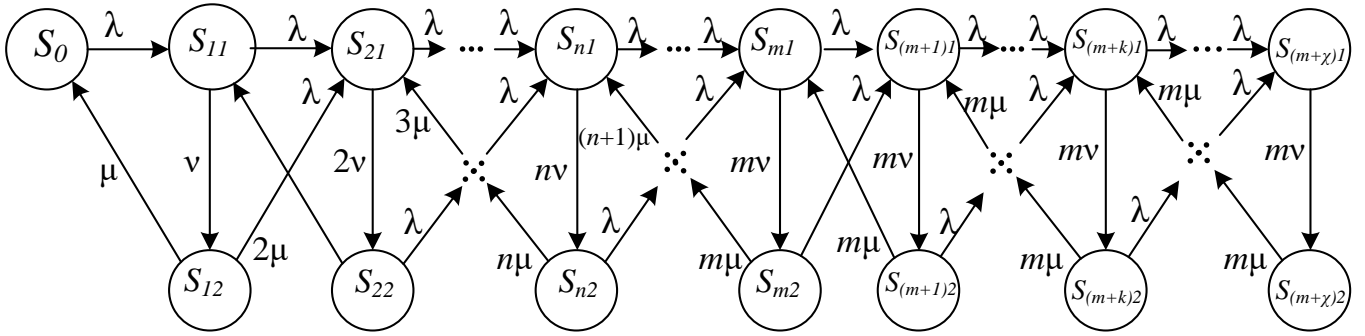 λ λ λ ... λ λ ... λ λ λ ... λ λ ... λ
S₀ S₁₁ S₂₁ Sₙ₁ Sₘ₁ S₍ₘ₊₁₎₁ S₍ₘ₊ₖ₎₁ S₍ₘ₊ᵪ₎₁
λ λ λ λ λ λ
3μ (n+1)μ mμ mμ
μ ν 2ν nν mν mν mν mν
2μ λ nμ λ mμ mμ λ mμ λ mμ
S₁₂ S₂₂ Sₙ₂ Sₘ₂ S₍ₘ₊₁₎₂ S₍ₘ₊ₖ₎₂ S₍ₘ₊ᵪ₎₂